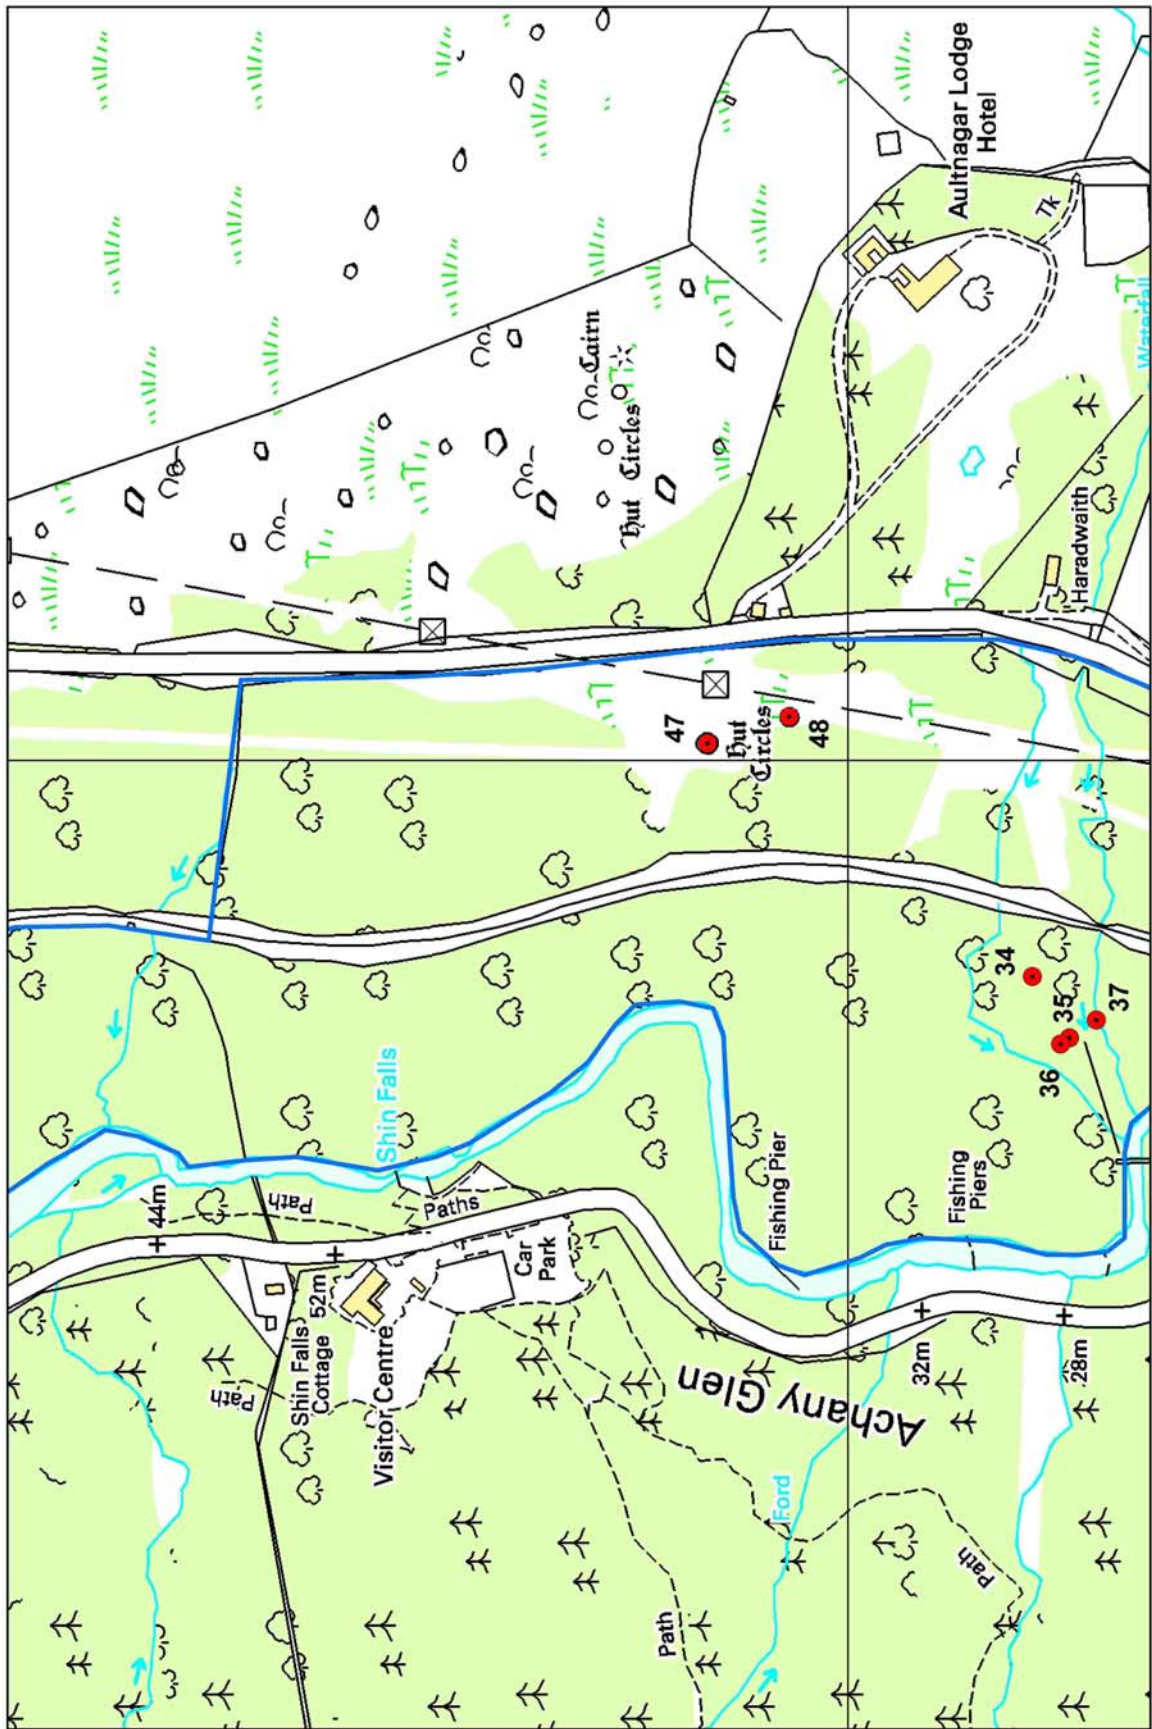 Aultnagar Lodge
Hotel
Tk
Waterfall
Cairn
Hut Circles
Haradwaith
47
Hut
Circles
48
34
35
36
37
Shin Falls
44m
Path
Paths
Fishing Pier
Fishing
Piers
Car
Park
52m
Shin Falls
Cottage
Visitor Centre
Path
32m
28m
Achany Glen
Ford
Path
Path